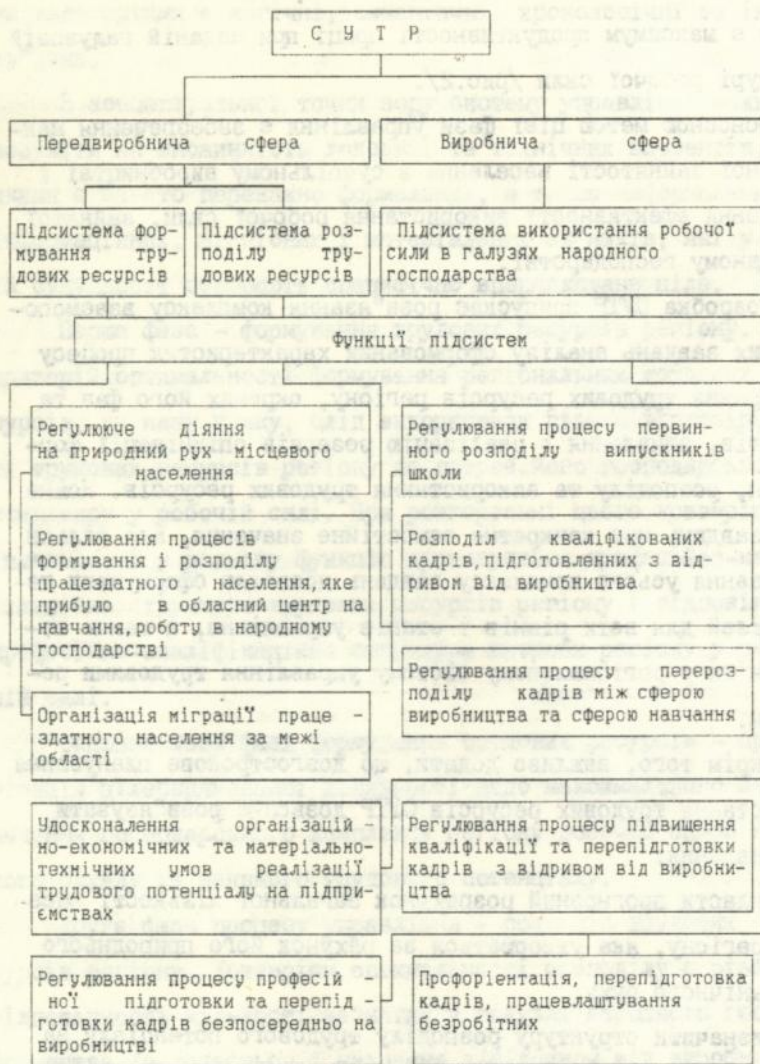 С У Т Р
Передвиробнича сфера
Виробнича сфера
Підсистема фор-
мування тру-
дових ресурсів
Підсистема роз-
поділу тру-
дових ресурсів
Підсистема використання робочої
сили в галузях народного
господарства
Функції підсистем
Регулююче діяння
на природний рух місцевого
населення
Регулювання процесу первин-
ного розподілу випускників
школи
Регулювання процесів
формування і розподілу
працездатного населення, яке
прибуло в обласний центр на
навчання, роботу в народному
господарстві
Розподіл кваліфікованих
кадрів, підготовленних з від-
ривом від виробництва
Регулювання процесу перероз-
поділу кадрів між сферою
виробництва та сферою навчання
Організація міграції праце -
здатного населення за межі
області
Удосконалення організацій -
но-економічних та матеріально-
технічних умов реалізації
трудового потенціалу на підпри-
ємствах
Регулювання процесу підвищення
кваліфікації та перепідготовки
кадрів з відривом від виробни-
цтва
Регулювання процесу професій -
ної підготовки та перепід -
готовки кадрів безпосередньо на
виробництві
Профорієнтація, перепідготовка
кадрів, працевлаштування
безробітних